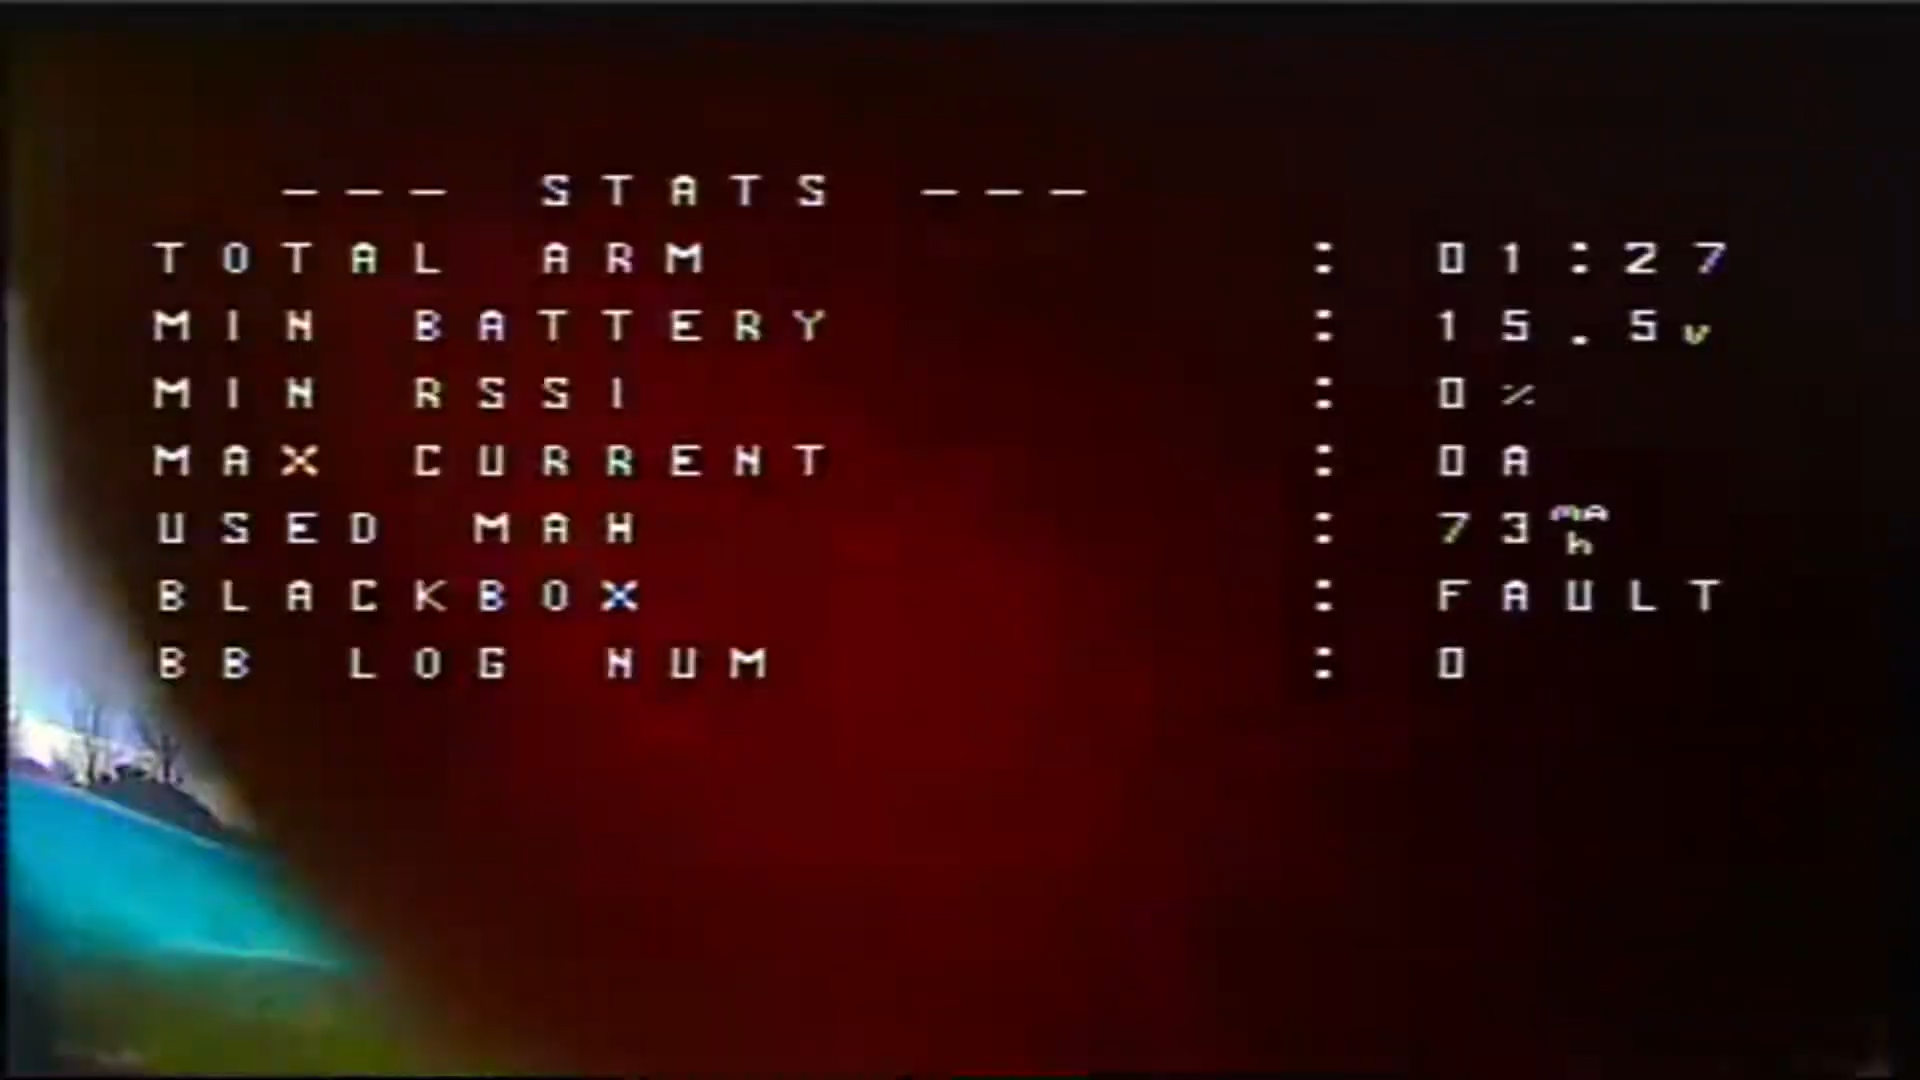 --- STATS ---
TOTAL ARM : 01:27
MIN BATTERY : 15.5v
MIN RSSI : 0%
MAX CURRENT : 0A
USED MAH : 73mAh
BLACKBOX : FAULT
BB LOG NUM : 0